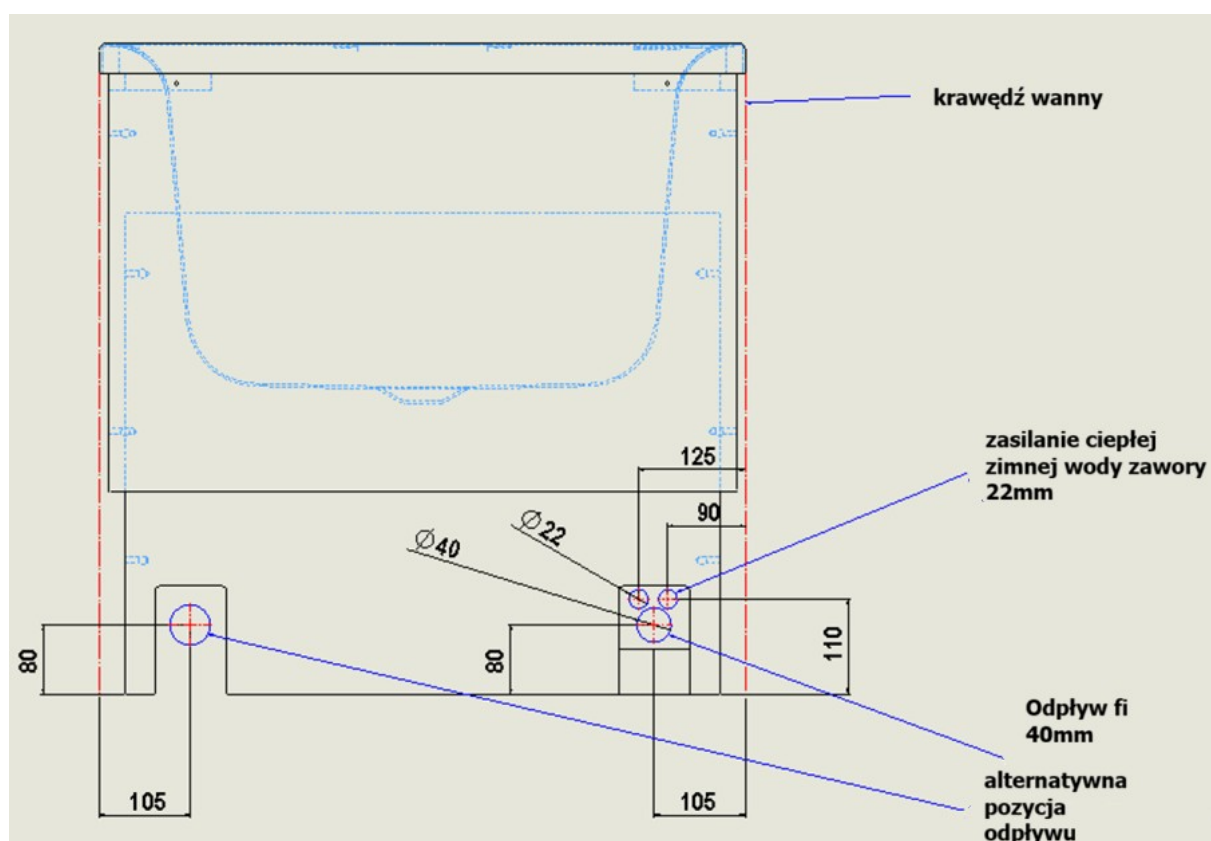 krawędź wanny
125
zasilanie ciepłej
zimnej wody zawory
22mm
90
Ø22
Ø40
80
80
110
Odpływ fi
40mm
105
105
alternatywna
pozycja
odpływu